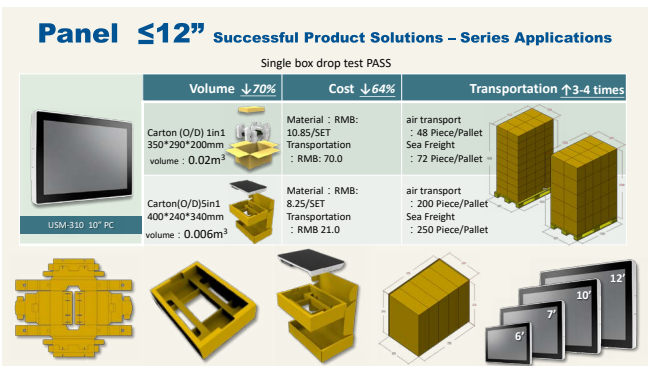 Panel ≤12” Successful Product Solutions – Series Applications
Single box drop test PASS
Volume ↓70%
Cost ↓64%
Transportation ↑3-4 times
Carton (O/D) 1in1
350*290*200mm
volume：0.02m³
Material：RMB:
10.85/SET
Transportation
：RMB: 70.0
air transport
：48 Piece/Pallet
Sea Freight
：72 Piece/Pallet
USM-310 10” PC
Carton(O/D)5in1
400*240*340mm
volume：0.006m³
Material：RMB:
8.25/SET
Transportation
：RMB 21.0
air transport
：200 Piece/Pallet
Sea Freight
：250 Piece/Pallet
6’
7’
10’
12’